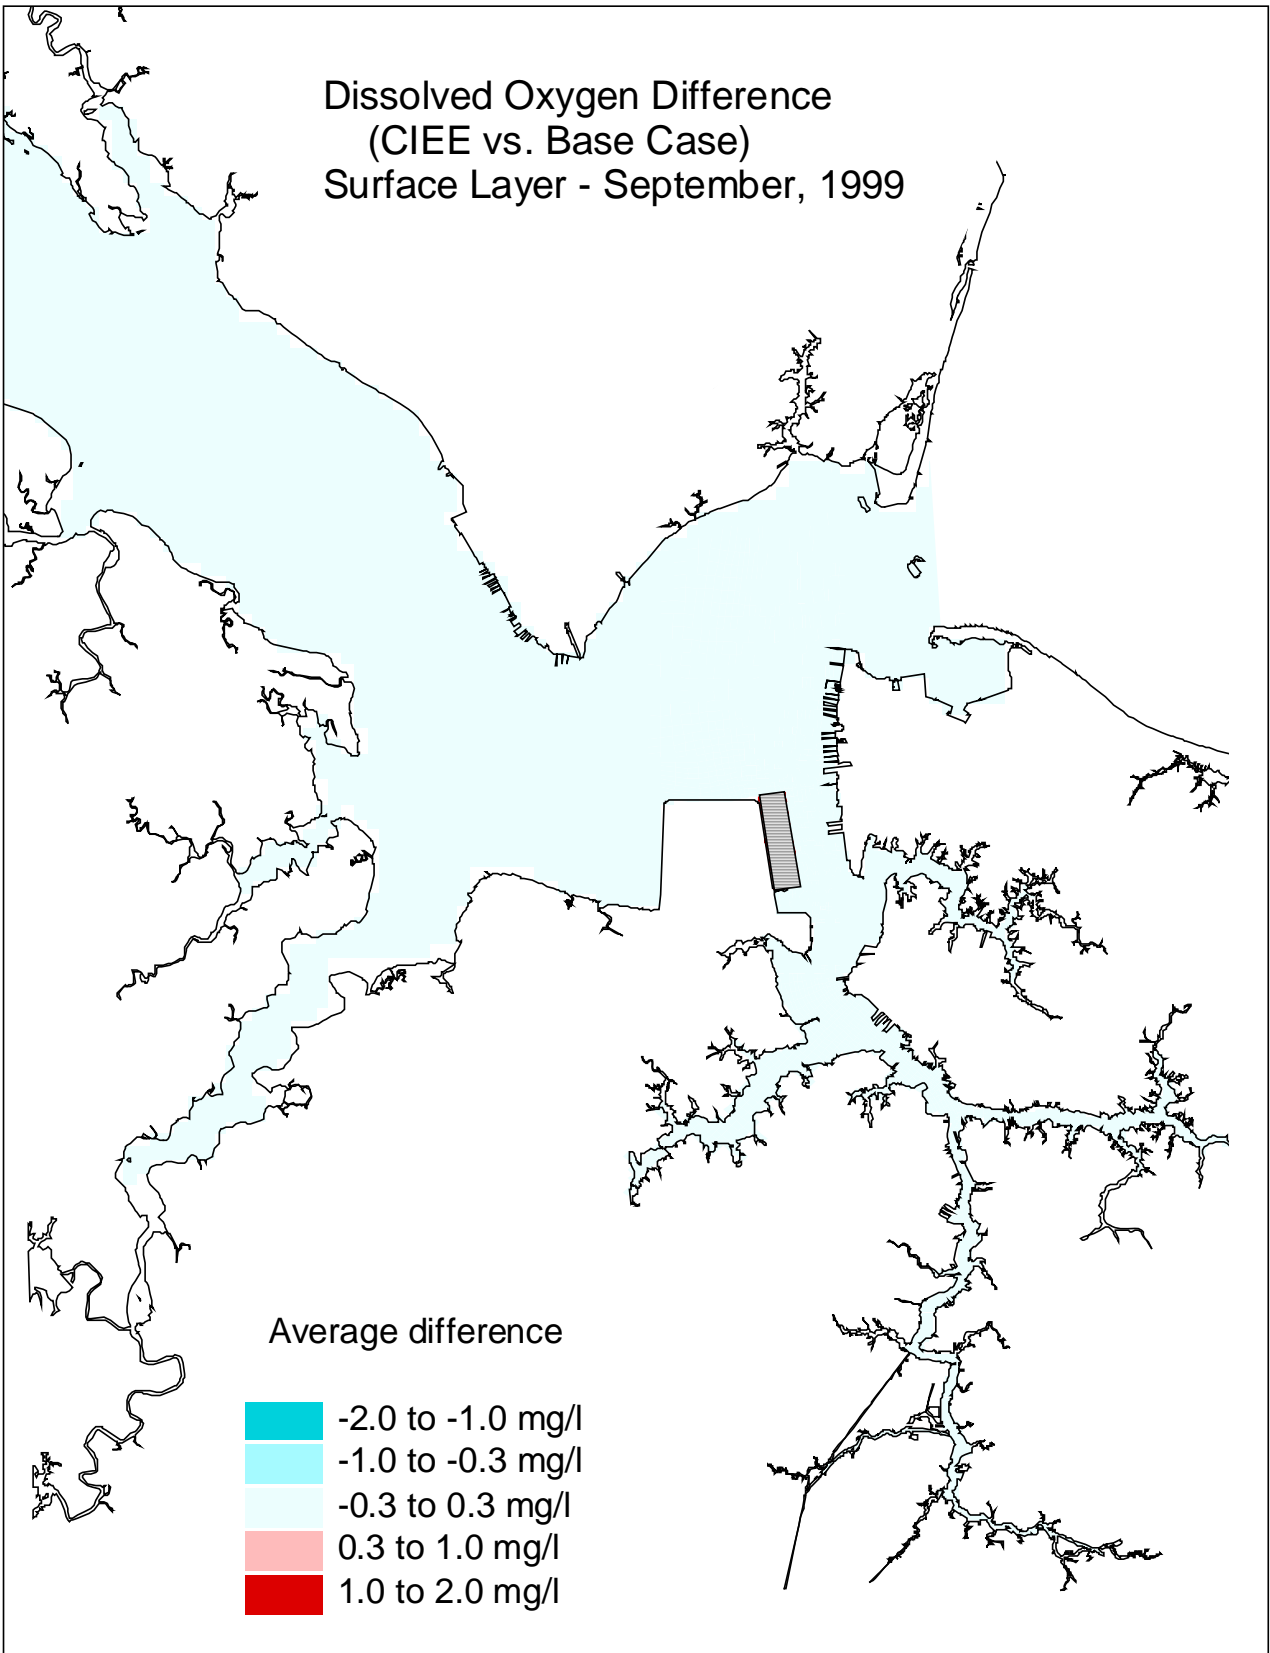 Dissolved Oxygen Difference
(CIEE vs. Base Case)
Surface Layer - September, 1999
Average difference
-2.0 to -1.0 mg/l
-1.0 to -0.3 mg/l
-0.3 to 0.3 mg/l
0.3 to 1.0 mg/l
1.0 to 2.0 mg/l